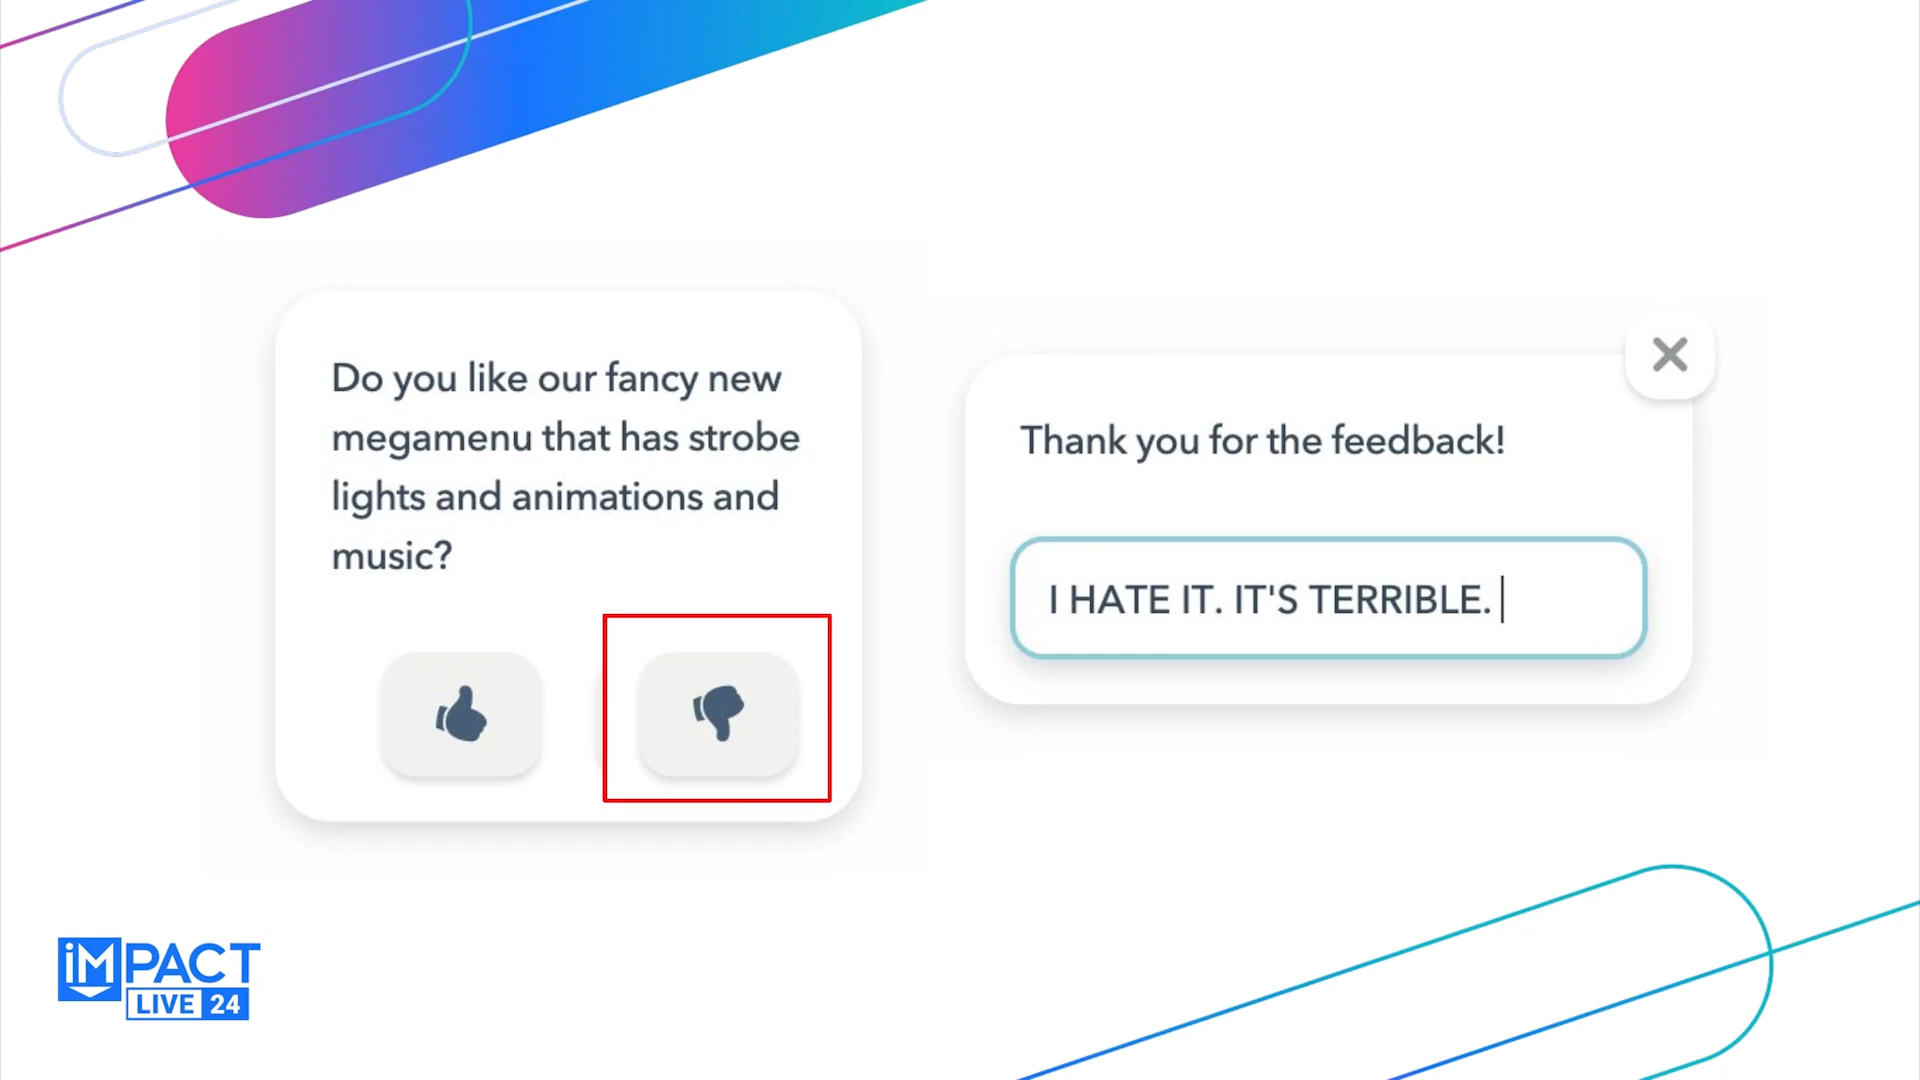 Do you like our fancy new
megamenu that has strobe
lights and animations and
music?
Thank you for the feedback!
I HATE IT. IT'S TERRIBLE.
iMPACT
LIVE 24